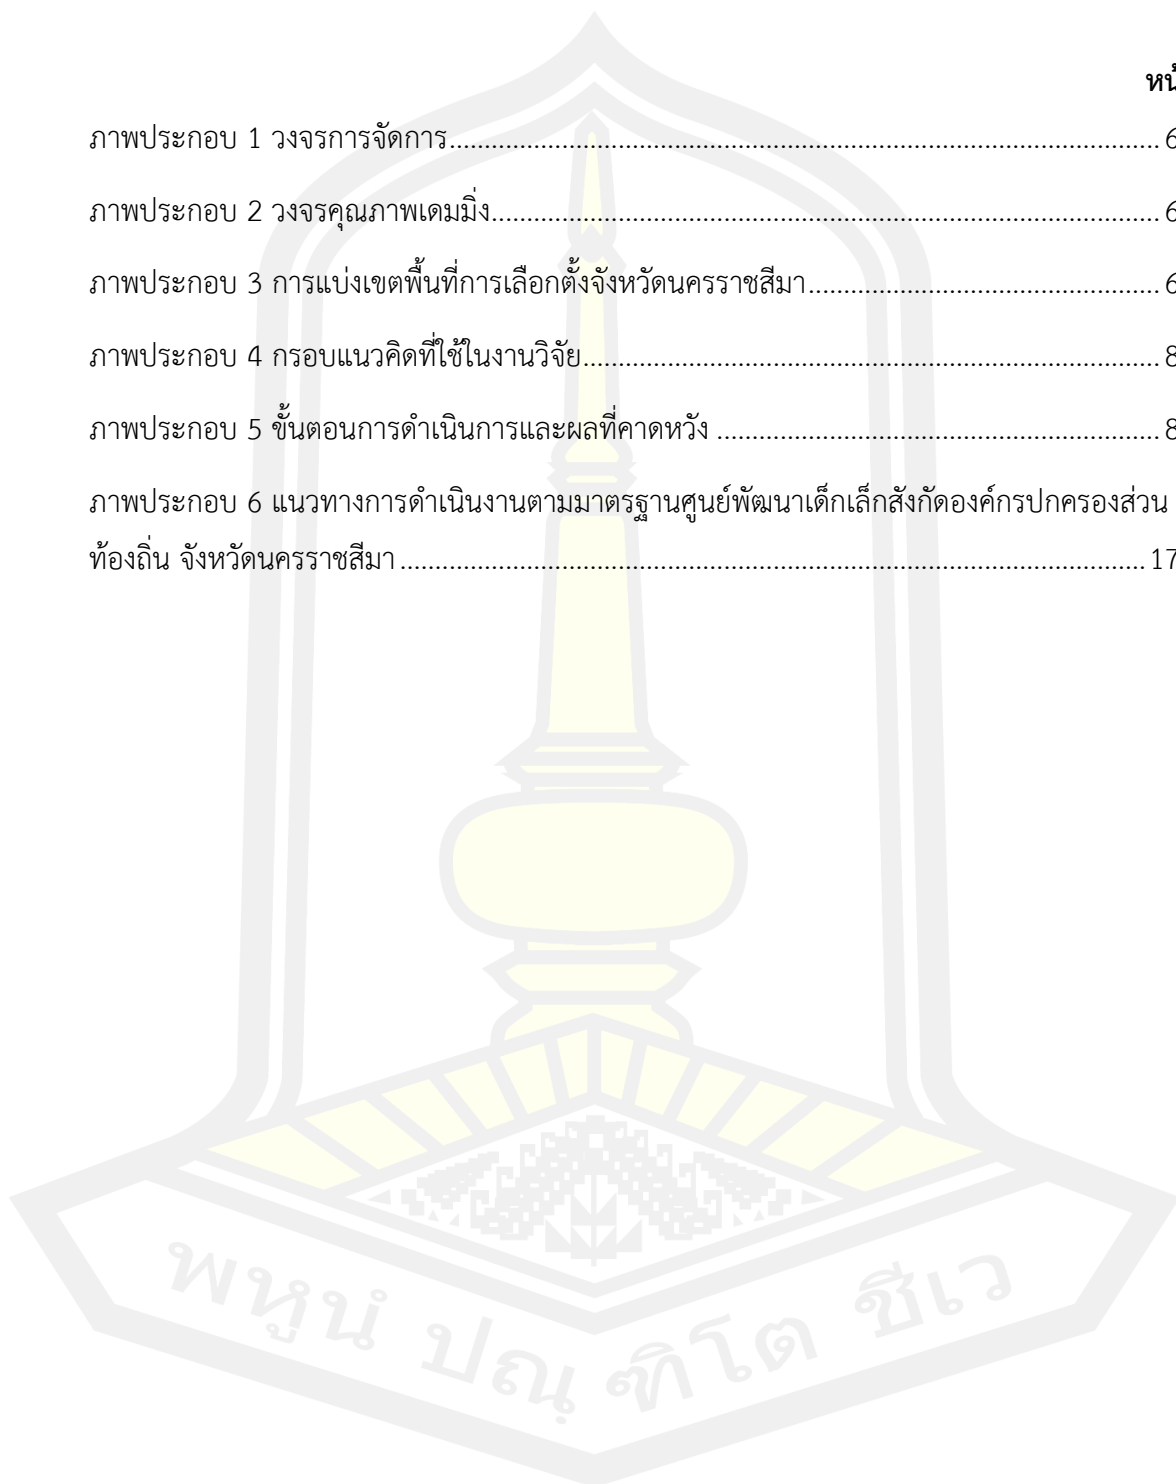 หน้
ภาพประกอบ 1 วงจรการจัดการ 6
ภาพประกอบ 2 วงจรคุณภาพเดมมิ่ง 6
ภาพประกอบ 3 การแบ่งเขตพื้นที่การเลือกตั้งจังหวัดนครราชสีมา 6
ภาพประกอบ 4 กรอบแนวคิดที่ใช้ในงานวิจัย 8
ภาพประกอบ 5 ขั้นตอนการดำเนินการและผลที่คาดหวัง 8
ภาพประกอบ 6 แนวทางการดำเนินงานตามมาตรฐานศูนย์พัฒนาเด็กเล็กสังกัดองค์กรปกครองส่วน
ท้องถิ่น จังหวัดนครราชสีมา 17
พหูนํ ปณฺฑิโต ชีเว